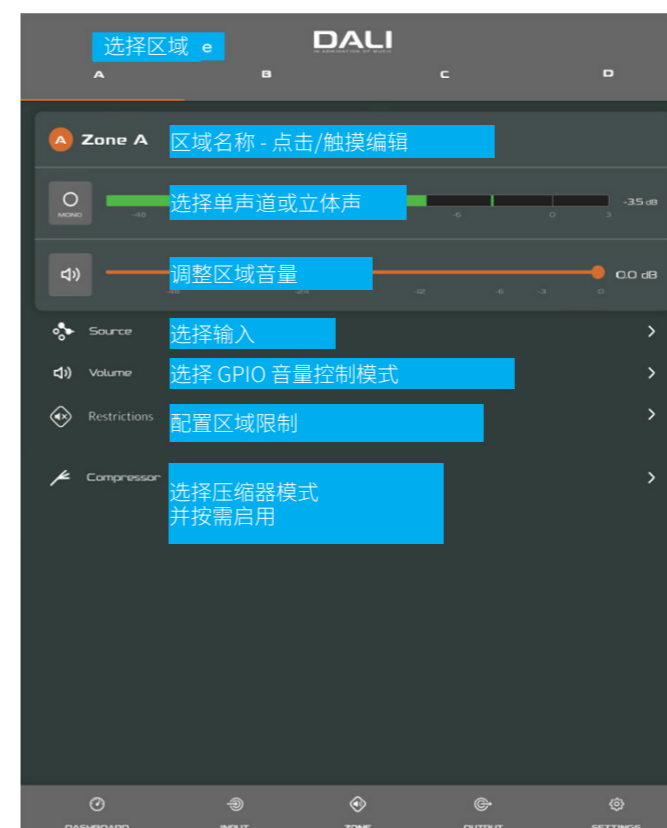 选择区域 e
DALI
IN ADMIRATION OF MUSIC
A B C D
A Zone A 区域名称 - 点击/触摸编辑
选择单声道或立体声
MONO -48 -6 0 3 -3.5 dB
调整区域音量 0.0 dB
-48 -24 -12 -6 -3 0
Source 选择输入
Volume 选择 GPIO 音量控制模式
Restrictions 配置区域限制
Compressor 选择压缩器模式
并按需启用
DASHBOARD INPUT ZONE OUTPUT SETTINGS